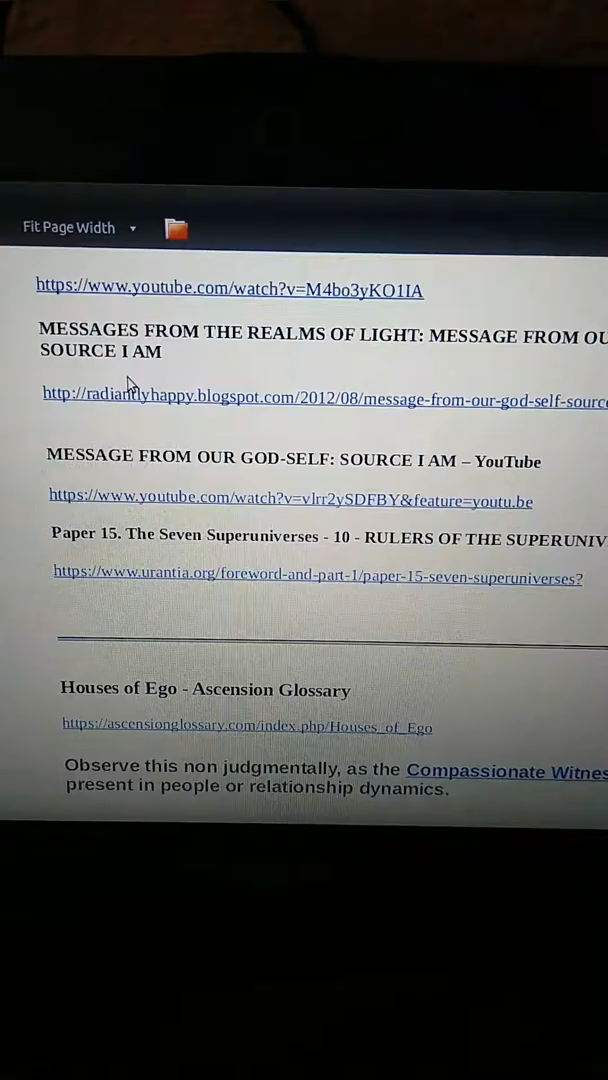 Fit Page Width
https://www.youtube.com/watch?v=M4bo3yKO1IA
MESSAGES FROM THE REALMS OF LIGHT: MESSAGE FROM OU
SOURCE I AM
http://radiantlyhappy.blogspot.com/2012/08/message-from-our-god-self-source
MESSAGE FROM OUR GOD-SELF: SOURCE I AM – YouTube
https://www.youtube.com/watch?v=vlrr2ySDFBY&feature=youtu.be
Paper 15. The Seven Superuniverses - 10 - RULERS OF THE SUPERUNIV
https://www.urantia.org/foreword-and-part-1/paper-15-seven-superuniverses?
Houses of Ego - Ascension Glossary
https://ascensionglossary.com/index.php/Houses_of_Ego
Observe this non judgmentally, as the Compassionate Witnes
present in people or relationship dynamics.